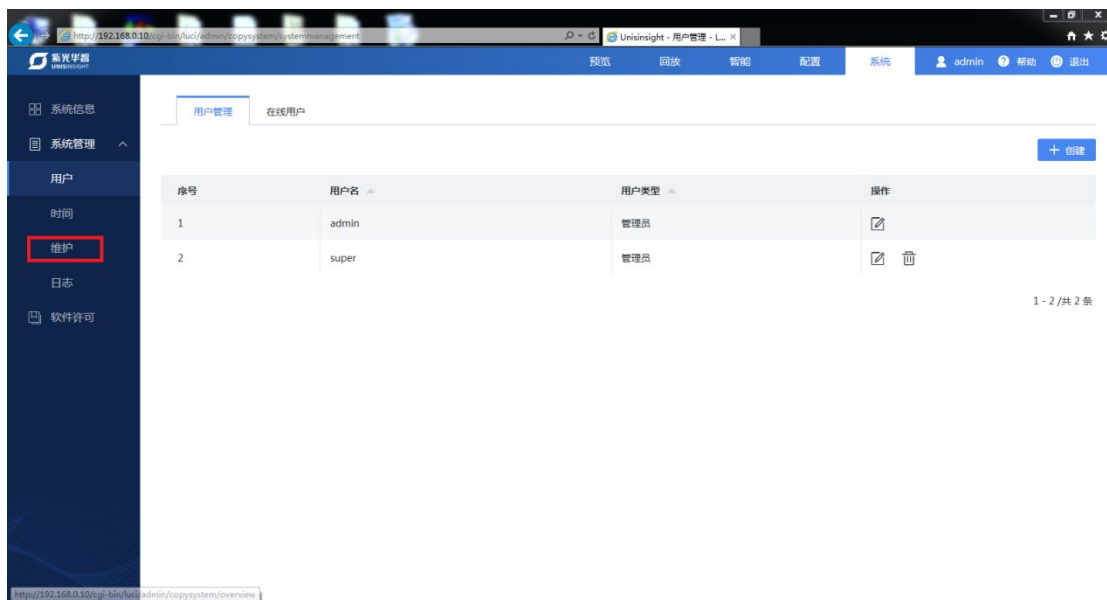 http://192.168.0.10/cgi-bin/luci/admin/copysystem/systemmanagement
Unisinsight - 用户管理 - L...
紫光华智
UNISINSIGHT
预览 回放 智能 配置 系统 admin 帮助 退出
系统信息
系统管理
用户
时间
维护
日志
软件许可
用户管理 在线用户
+ 创建
序号 用户名 用户类型 操作
1 admin 管理员
2 super 管理员
1 - 2 /共 2 条
http://192.168.0.10/cgi-bin/luci/admin/copysystem/overview